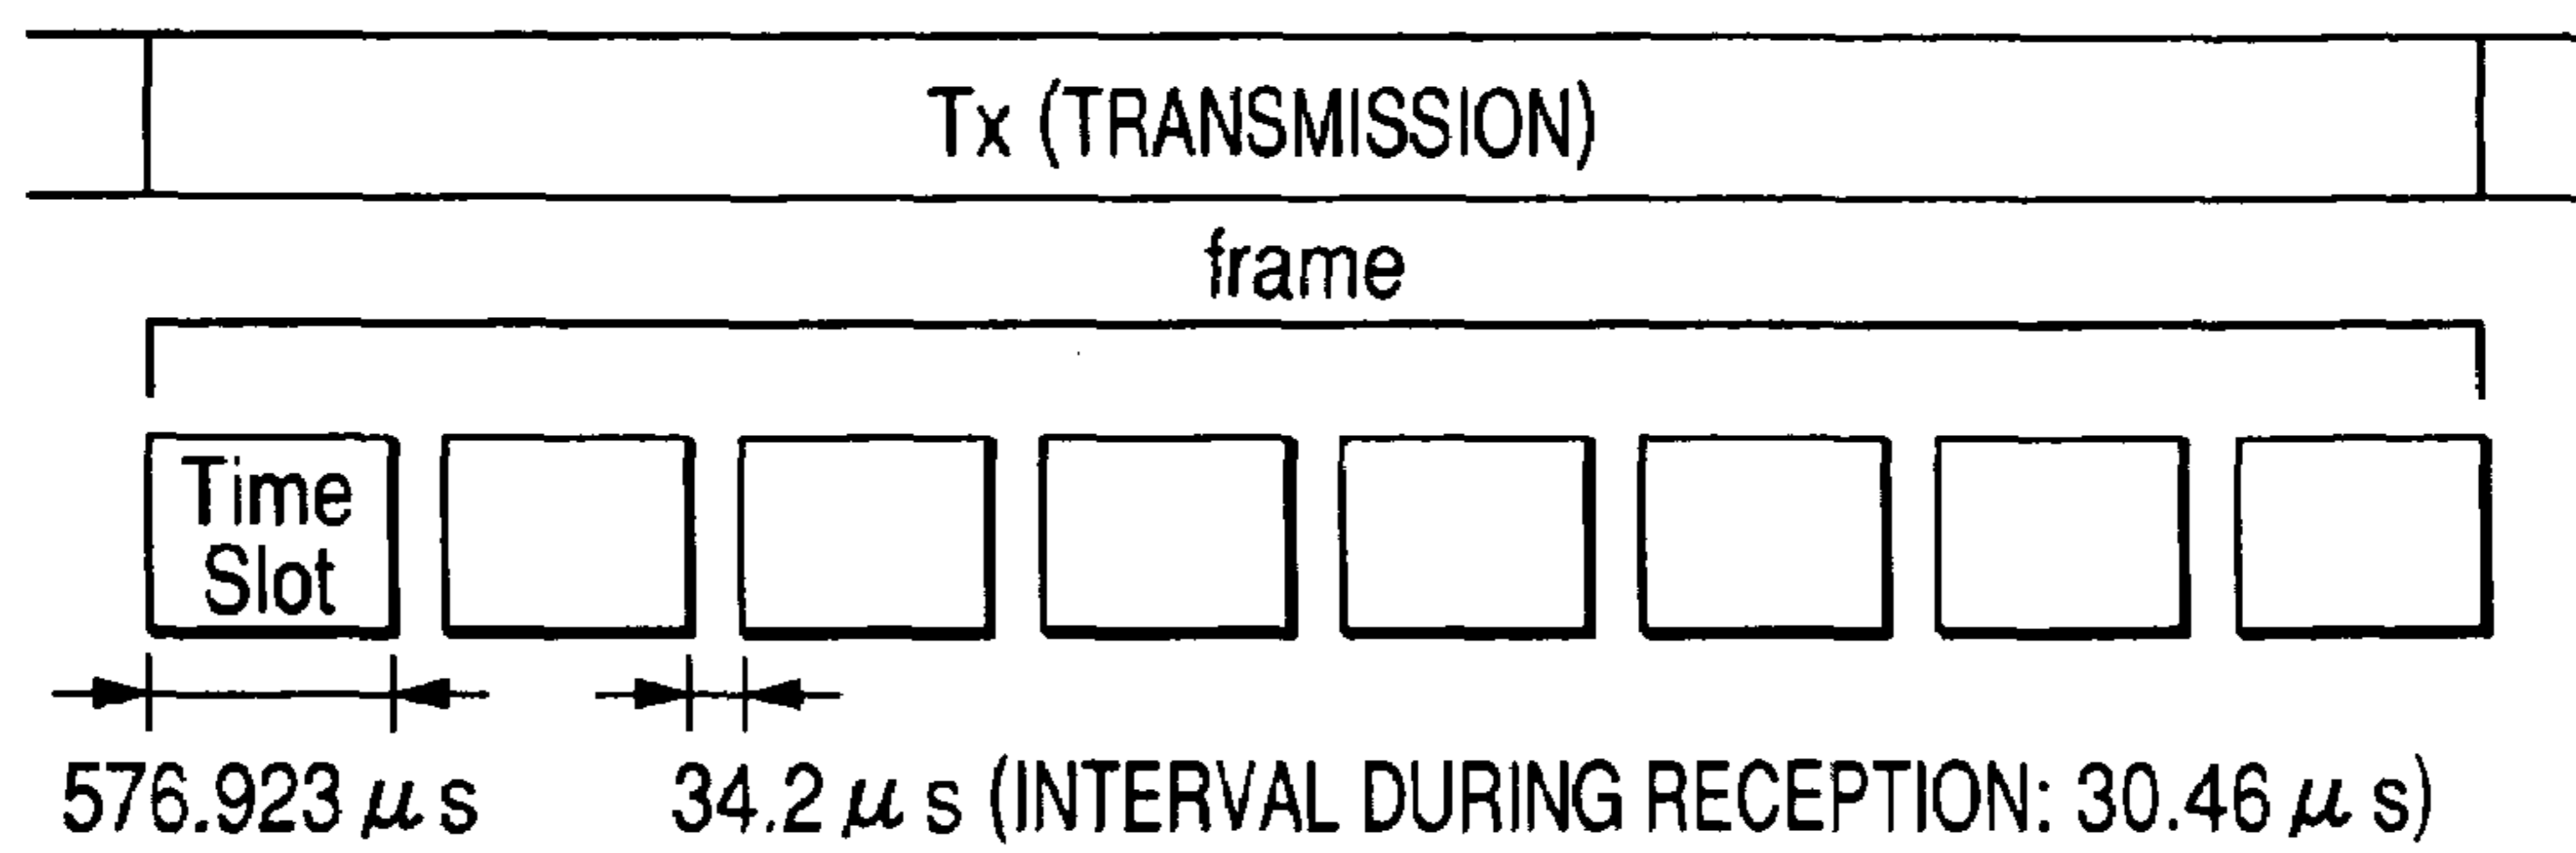 Tx (TRANSMISSION)
frame
Time
Slot
576.923 μs
34.2 μs (INTERVAL DURING RECEPTION: 30.46 μs)